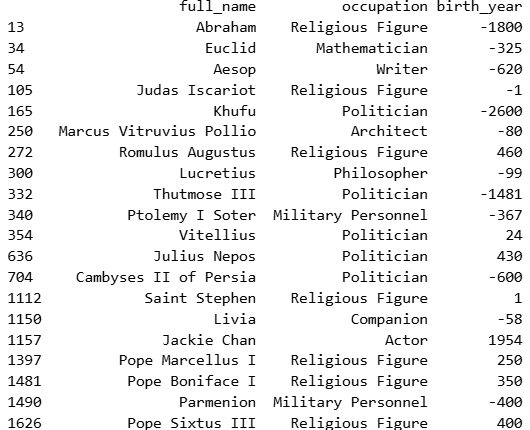 full_name occupation birth_year
13 Abraham Religious Figure -1800
34 Euclid Mathematician -325
54 Aesop Writer -620
105 Judas Iscariot Religious Figure -1
165 Khufu Politician -2600
250 Marcus Vitruvius Pollio Architect -80
272 Romulus Augustus Religious Figure 460
300 Lucretius Philosopher -99
332 Thutmose III Politician -1481
340 Ptolemy I Soter Military Personnel -367
354 Vitellius Politician 24
636 Julius Nepos Politician 430
704 Cambyses II of Persia Politician -600
1112 Saint Stephen Religious Figure 1
1150 Livia Companion -58
1157 Jackie Chan Actor 1954
1397 Pope Marcellus I Religious Figure 250
1481 Pope Boniface I Religious Figure 350
1490 Parmenion Military Personnel -400
1626 Pope Sixtus III Religious Figure 400